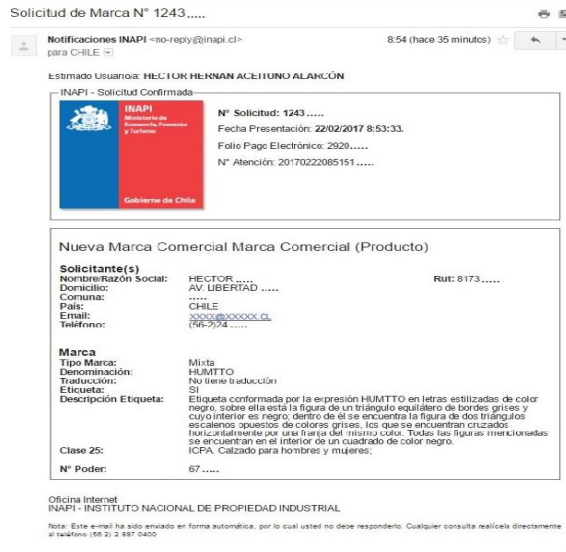 Solicitud de Marca N° 1243.....
Notificaciones INAPI <no-reply@inapi.cl>
8:54 (hace 35 minutos)
para CHILE
Estimado Usuario/a: HECTOR HERNAN ACEITUNO ALARCÓN
INAPI - Solicitud Confirmada
INAPI
Ministerio de
Economía, Fomento
y Turismo
Gobierno de Chile
N° Solicitud: 1243.....
Fecha Presentación: 22/02/2017 8:53:33.
Folio Pago Electrónico: 2920.....
N° Atención: 20170222085151.....
Nueva Marca Comercial Marca Comercial (Producto)
Solicitante(s)
Nombre/Razón Social: HECTOR ..... Rut: 8173.....
Domicilio: AV. LIBERTAD .....
Comuna: .....
País: CHILE
Email: XXXX@XXXXX.CL
Teléfono: (56-2)24 .....
Marca
Tipo Marca: Mixta
Denominación: HUMTTO
Traducción: No tiene traducción
Etiqueta: SI
Descripción Etiqueta: Etiqueta conformada por la expresión HUMTTO en letras estilizadas de color
negro, sobre ella está la figura de un triángulo equilátero de bordes grises y
cuyo interior es negro; dentro de él se encuentra la figura de dos triángulos
escalenos opuestos de colores grises, los que se encuentran cruzados
horizontalmente por una franja del mismo color. Todas las figuras mencionadas
se encuentran en el interior de un cuadrado de color negro.
Clase 25: ICPA. Calzado para hombres y mujeres;
N° Poder: 67.....
Oficina Internet
INAPI - INSTITUTO NACIONAL DE PROPIEDAD INDUSTRIAL
Nota: Este e-mail ha sido enviado en forma automática, por lo cual usted no debe responderlo. Cualquier consulta realícela directamente
al teléfono (56 2) 2 887 0400